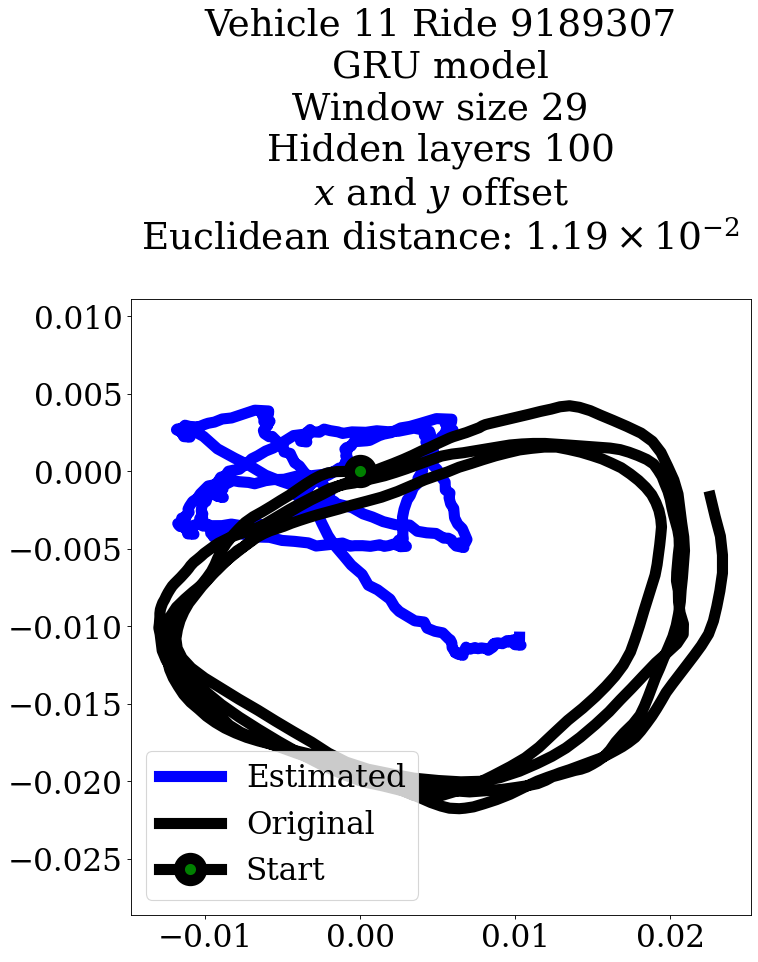 Vehicle 11 Ride 9189307
GRU model
Window size 29
Hidden layers 100
x and y offset
Euclidean distance: 1.19 × 10⁻²
0.010
0.005
0.000
−0.005
−0.010
−0.015
−0.020
−0.025
Estimated
Original
Start
−0.01 0.00 0.01 0.02